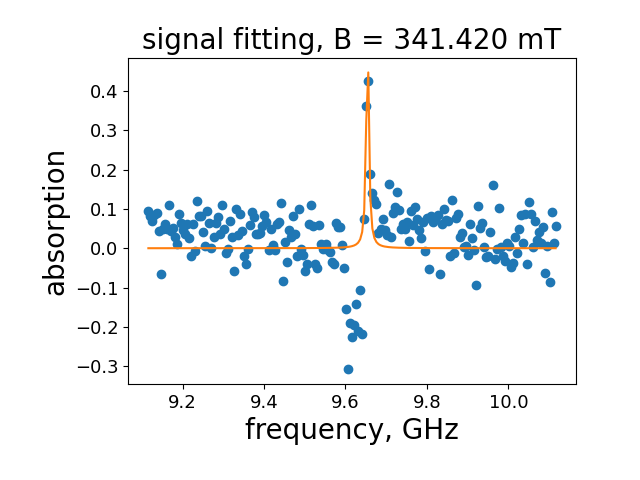 signal fitting, B = 341.420 mT
absorption
0.4
0.3
0.2
0.1
0.0
−0.1
−0.2
−0.3
9.2 9.4 9.6 9.8 10.0
frequency, GHz